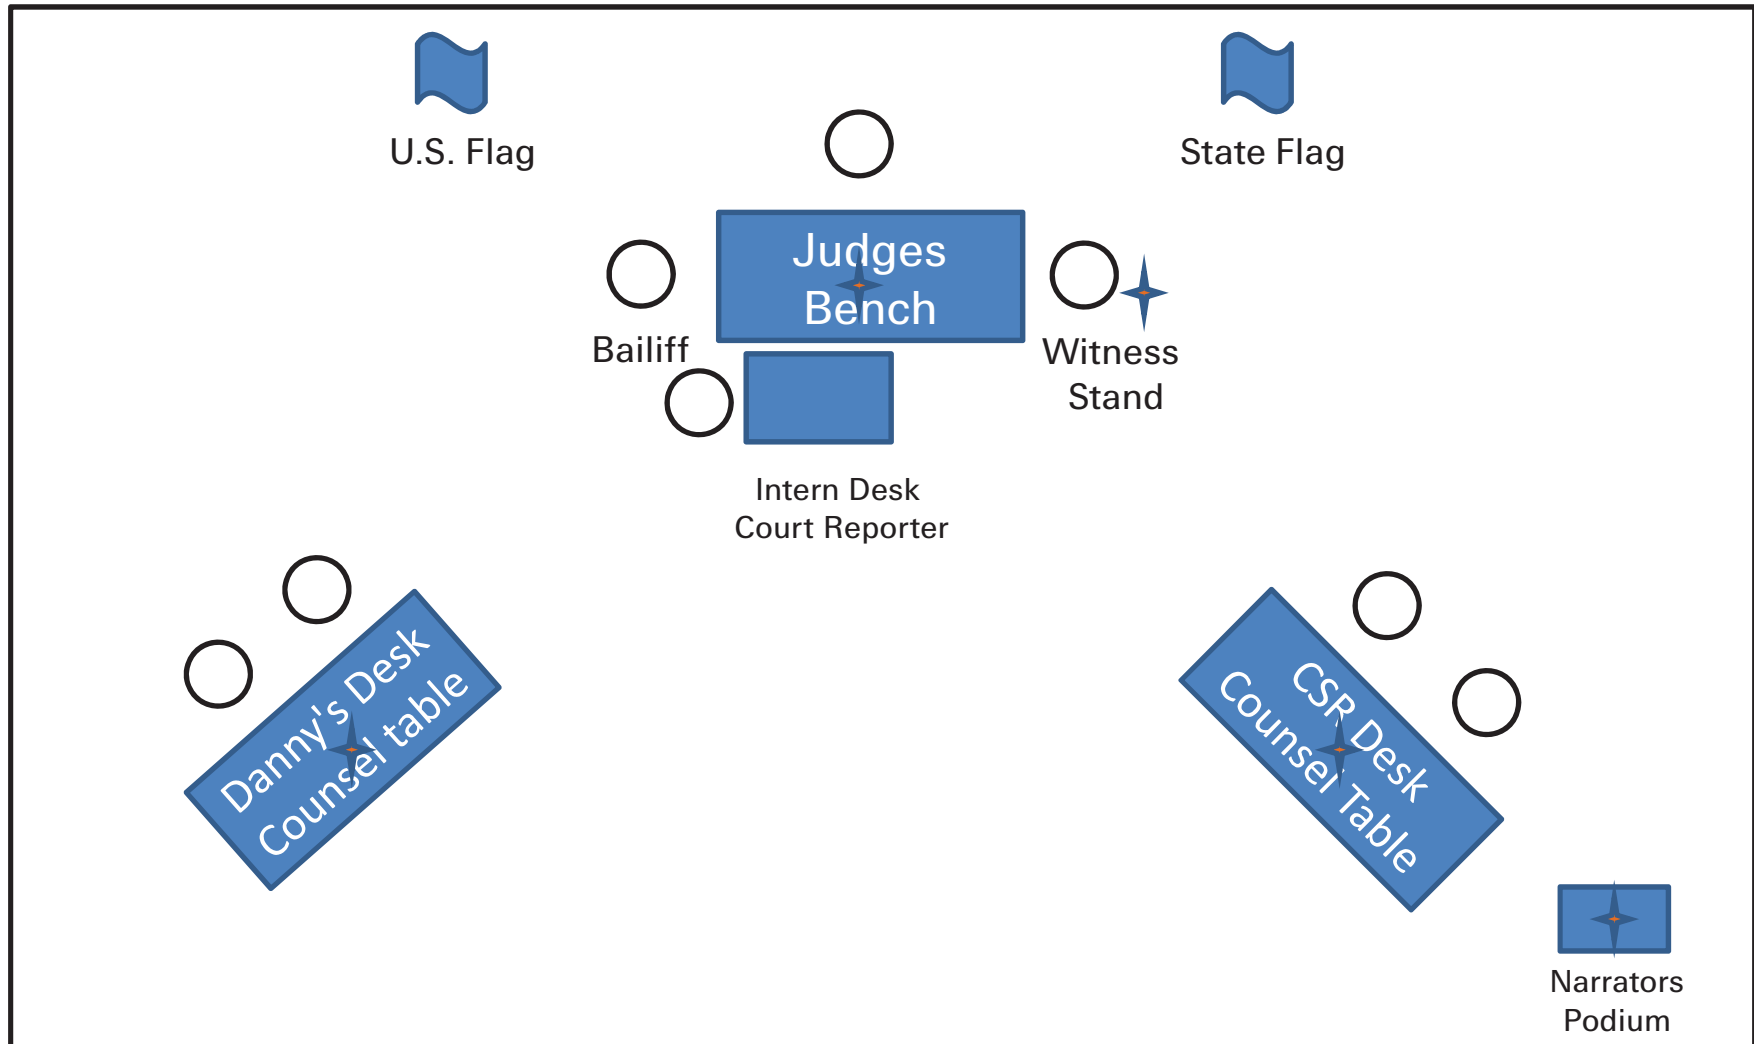 U.S. Flag
State Flag
Judges
Bench
Bailiff
Witness
Stand
Intern Desk
Court Reporter
Danny's Desk
Counsel table
CSR Desk
Counsel Table
Narrators
Podium